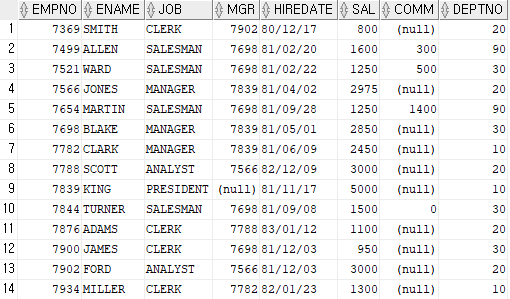 EMPNO ENAME JOB MGR HIREDATE SAL COMM DEPTNO
1 7369 SMITH CLERK 7902 80/12/17 800 (null) 20
2 7499 ALLEN SALESMAN 7698 81/02/20 1600 300 90
3 7521 WARD SALESMAN 7698 81/02/22 1250 500 30
4 7566 JONES MANAGER 7839 81/04/02 2975 (null) 20
5 7654 MARTIN SALESMAN 7698 81/09/28 1250 1400 90
6 7698 BLAKE MANAGER 7839 81/05/01 2850 (null) 30
7 7782 CLARK MANAGER 7839 81/06/09 2450 (null) 10
8 7788 SCOTT ANALYST 7566 82/12/09 3000 (null) 20
9 7839 KING PRESIDENT (null) 81/11/17 5000 (null) 10
10 7844 TURNER SALESMAN 7698 81/09/08 1500 0 30
11 7876 ADAMS CLERK 7788 83/01/12 1100 (null) 20
12 7900 JAMES CLERK 7698 81/12/03 950 (null) 30
13 7902 FORD ANALYST 7566 81/12/03 3000 (null) 20
14 7934 MILLER CLERK 7782 82/01/23 1300 (null) 10